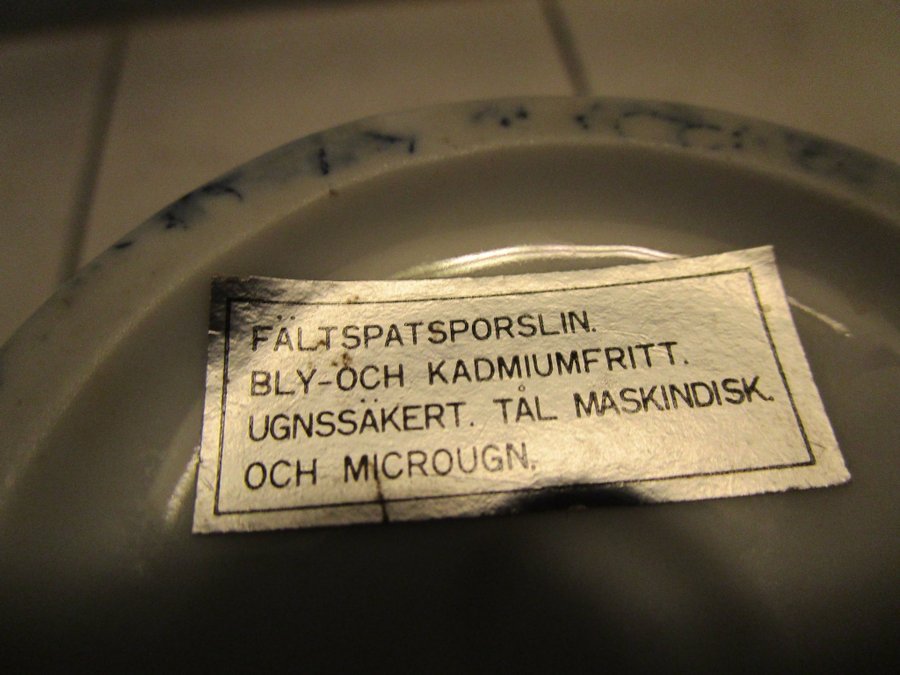 FÄLTSPATSPORSLIN.
BLY-OCH KADMIUMFRITT.
UGNSSÄKERT. TÅL MASKINDISK.
OCH MICROUGN.